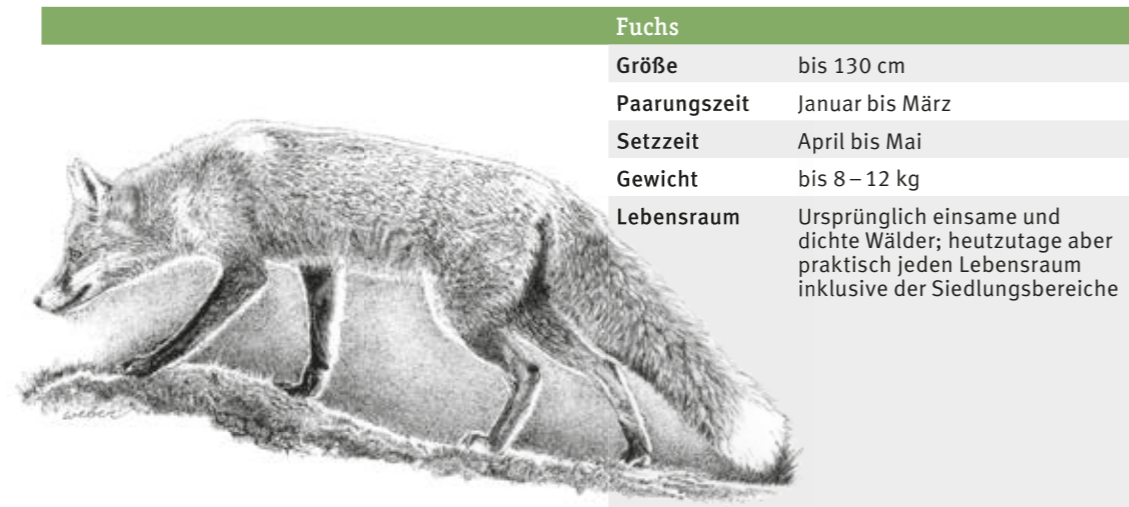 Fuchs
Größe bis 130 cm
Paarungszeit Januar bis März
Setzzeit April bis Mai
Gewicht bis 8 – 12 kg
Lebensraum Ursprünglich einsame und
dichte Wälder; heutzutage aber
praktisch jeden Lebensraum
inklusive der Siedlungsbereiche
weber